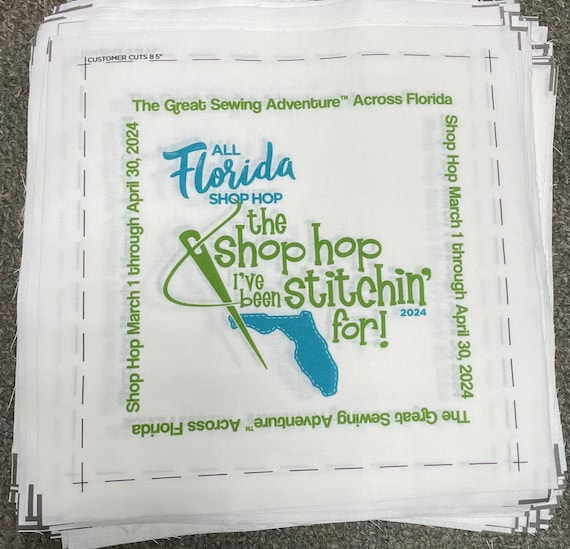 CUSTOMER CUTS 8.5"
The Great Sewing Adventure™ Across Florida
ALL
Florida
SHOP HOP
the
shop hop
I've
been stitchin'
for!
2024
Shop Hop March 1 through April 30, 2024
Shop Hop March 1 through April 30, 2024
The Great Sewing Adventure™ Across Florida